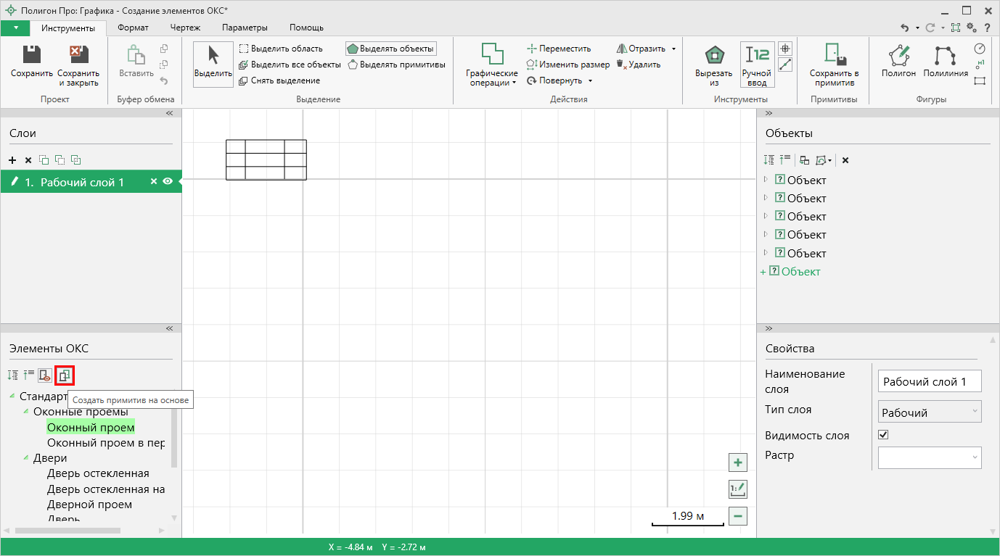 Полигон Про: Графика - Создание элементов ОКС*
Инструменты Формат Чертеж Параметры Помощь
Сохранить
Сохранить
и закрыть
Проект
Вставить
Буфер обмена
Выделить
Выделить область
Выделить все объекты
Снять выделение
Выделять объекты
Выделять примитивы
Выделение
Графические
операции
Переместить
Изменить размер
Повернуть
Отразить
Удалить
Действия
Вырезать
из
Ручной
ввод
Инструменты
Сохранить в
примитив
Примитивы
Полигон
Полилиния
H1
Фигуры
Слои
1. Рабочий слой 1
Элементы ОКС
Создать примитив на основе
Стандарт
Оконные проемы
Оконный проем
Оконный проем в пер
Двери
Дверь остекленная
Дверь остекленная на
Дверной проем
Дверь
1.99 м
Объекты
Объект
Объект
Объект
Объект
Объект
Объект
Свойства
Наименование
слоя
Рабочий слой 1
Тип слоя
Рабочий
Видимость слоя
Растр
X = -4.84 м Y = -2.72 м